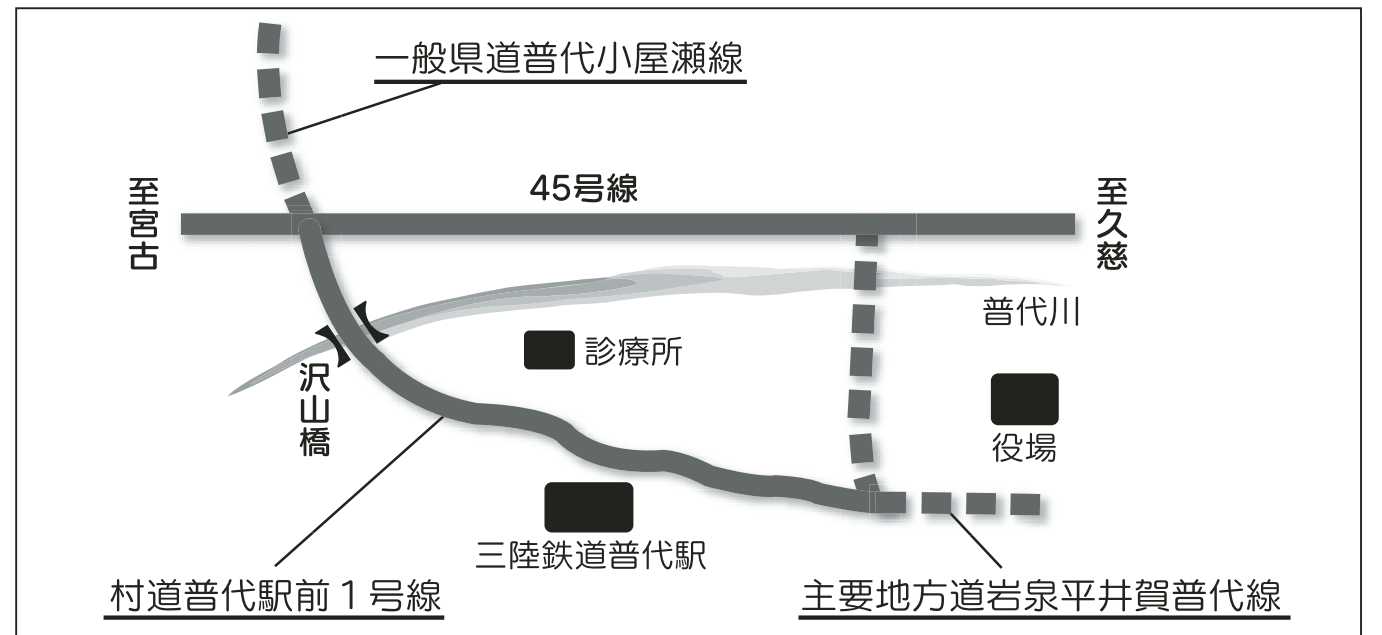 一般県道普代小屋瀬線
45号線
至宮古
至久慈
普代川
診療所
沢山橋
役場
三陸鉄道普代駅
村道普代駅前1号線
主要地方道岩泉平井賀普代線